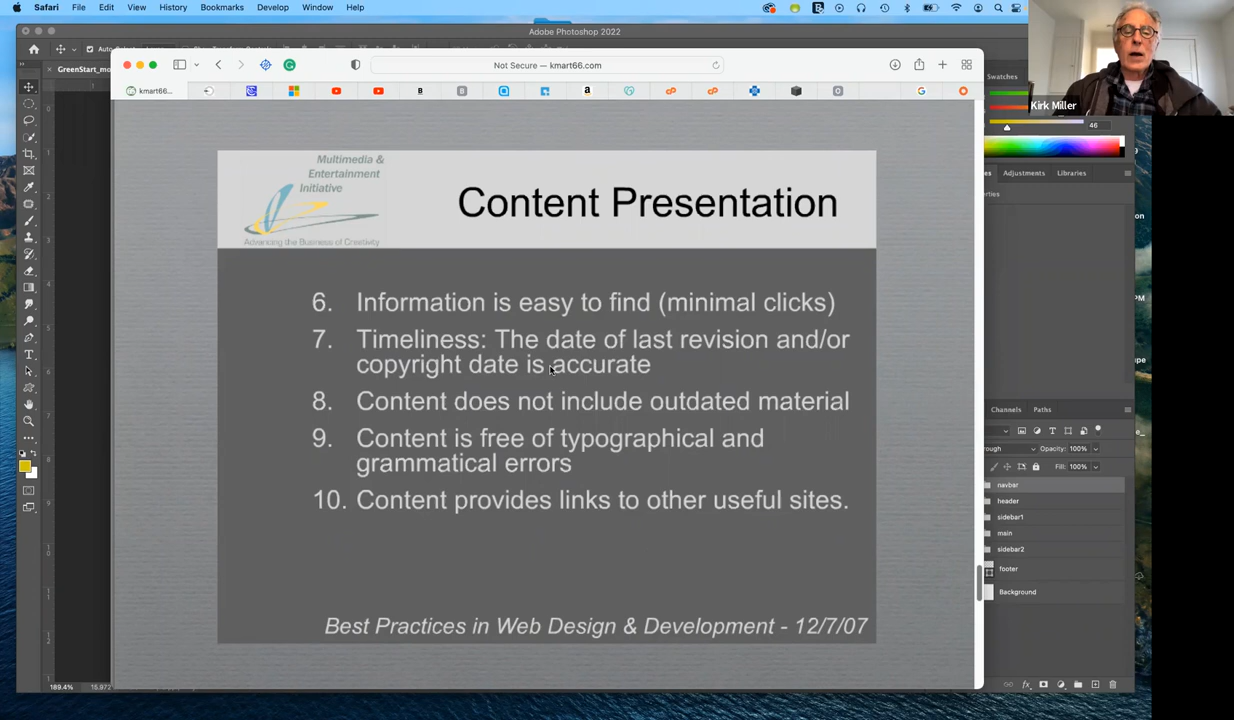 Safari File Edit View History Bookmarks Develop Window Help
Adobe Photoshop 2022
GreenStart_mo
Not Secure — kmart66.com
kmart66...
Swatches
Kirk Miller
46
Adjustments
Libraries
Multimedia &
Entertainment
Initiative
Advancing the Business of Creativity
Content Presentation
6. Information is easy to find (minimal clicks)
7. Timeliness: The date of last revision and/or
copyright date is accurate
8. Content does not include outdated material
9. Content is free of typographical and
grammatical errors
10. Content provides links to other useful sites.
Best Practices in Web Design & Development - 12/7/07
Channels Paths
Opacity: 100%
Fill: 100%
navbar
header
sidebar1
main
sidebar2
footer
Background
189.4%